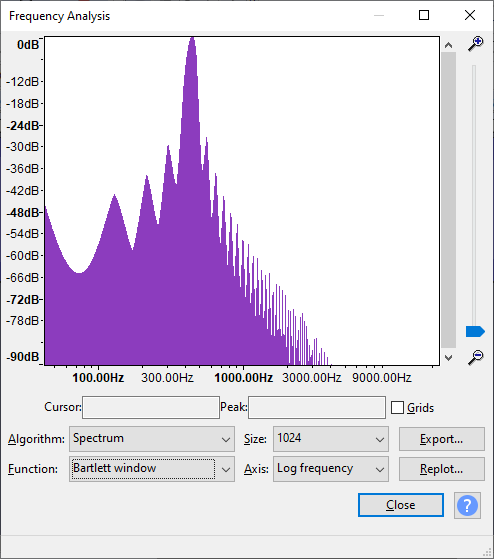 Frequency Analysis
0dB
-12dB
-18dB
-24dB
-30dB
-36dB
-42dB
-48dB
-54dB
-60dB
-66dB
-72dB
-78dB
-90dB
100.00Hz 300.00Hz 1000.00Hz 3000.00Hz 9000.00Hz
Cursor: Peak: Grids
Algorithm: Spectrum Size: 1024 Export...
Function: Bartlett window Axis: Log frequency Replot...
Close ?